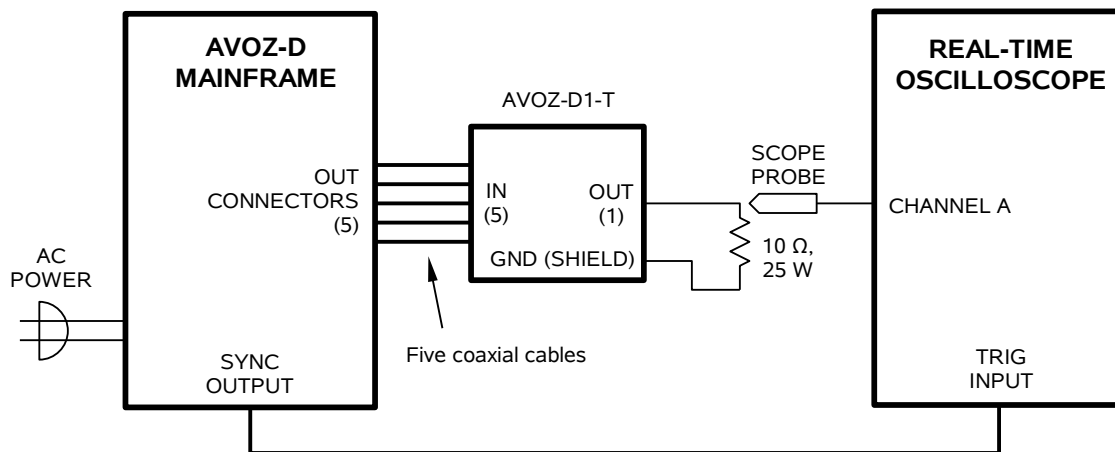 AVOZ-D
MAINFRAME
REAL-TIME
OSCILLOSCOPE
AVOZ-D1-T
SCOPE
PROBE
OUT
CONNECTORS
(5)
IN
(5)
OUT
(1)
CHANNEL A
GND (SHIELD)
10 Ω,
25 W
AC
POWER
Five coaxial cables
SYNC
OUTPUT
TRIG
INPUT